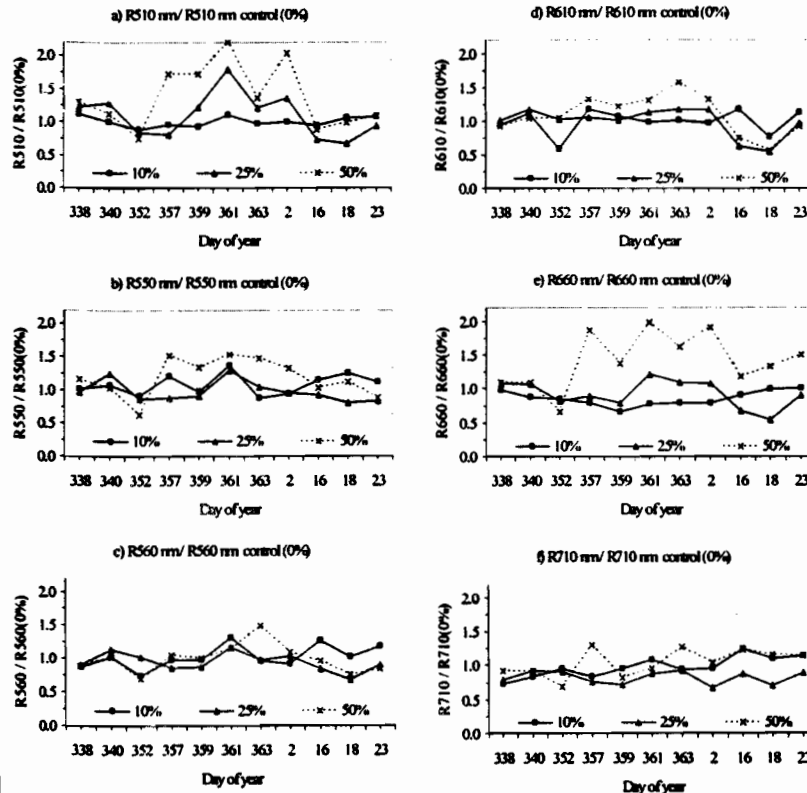 a) R510 nm/ R510 nm control (0%)
R510 / R510(0%)
2.0
1.5
1.0
0.5
0.0
10% 25% 50%
338 340 352 357 359 361 363 2 16 18 23
Day of year
b) R550 nm/ R550 nm control (0%)
R550 / R550(0%)
2.0
1.5
1.0
0.5
0.0
10% 25% 50%
338 340 352 357 359 361 363 2 16 18 23
Day of year
c) R560 nm/ R560 nm control (0%)
R560 / R560(0%)
2.0
1.5
1.0
0.5
0.0
10% 25% 50%
338 340 352 357 359 361 363 2 16 18 23
Day of year
d) R610 nm/ R610 nm control (0%)
R610 / R610(0%)
2.0
1.5
1.0
0.5
0.0
10% 25% 50%
338 340 352 357 359 361 363 2 16 18 23
Day of year
e) R660 nm/ R660 nm control (0%)
R660 / R660(0%)
2.0
1.5
1.0
0.5
0.0
10% 25% 50%
338 340 352 357 359 361 363 2 16 18 23
Day of year
f) R710 nm/ R710 nm control (0%)
R710 / R710(0%)
2.0
1.5
1.0
0.5
0.0
10% 25% 50%
338 340 352 357 359 361 363 2 16 18 23
Day of year